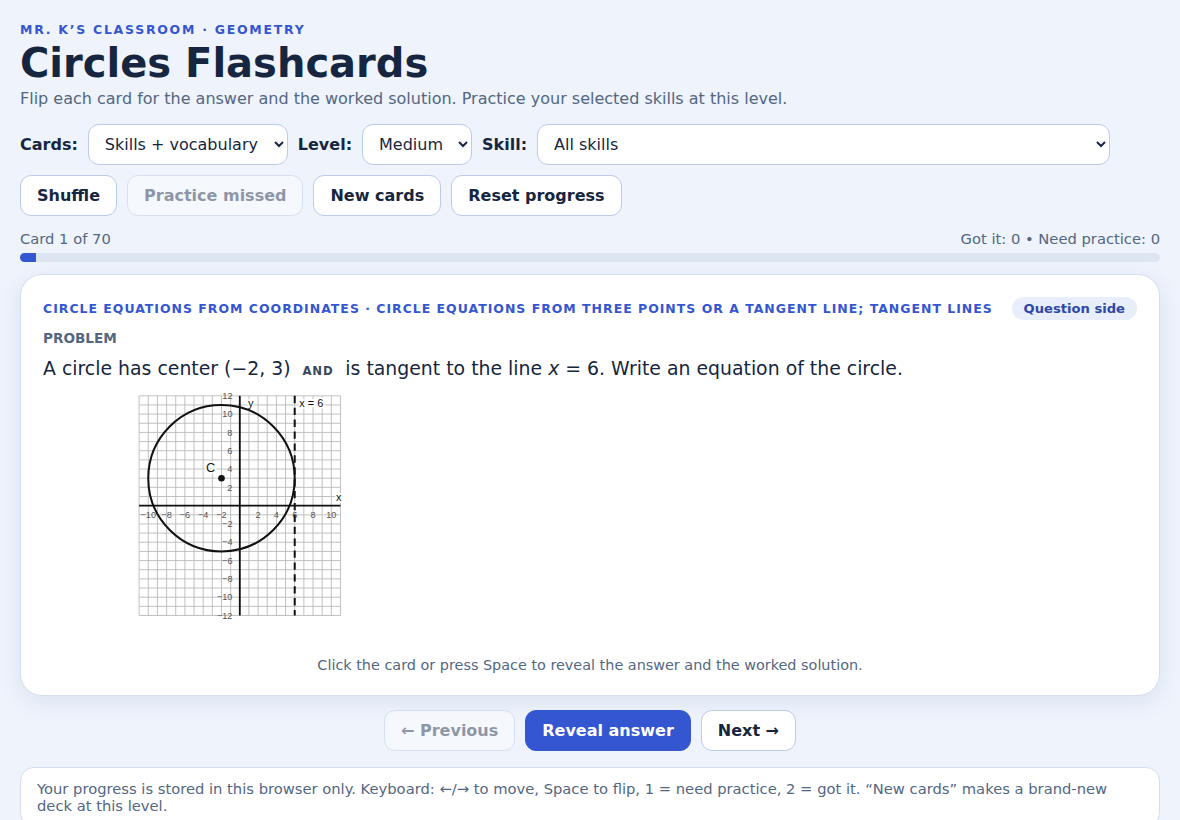 MR. K’S CLASSROOM · GEOMETRY
Circles Flashcards
Flip each card for the answer and the worked solution. Practice your selected skills at this level.
Cards: Skills + vocabulary Level: Medium Skill: All skills
Shuffle Practice missed New cards Reset progress
Card 1 of 70 Got it: 0 • Need practice: 0
CIRCLE EQUATIONS FROM COORDINATES · CIRCLE EQUATIONS FROM THREE POINTS OR A TANGENT LINE; TANGENT LINES Question side
PROBLEM
A circle has center (−2, 3) AND is tangent to the line x = 6. Write an equation of the circle.
12 y x = 6
10
8
6
C 4
2
x
−10 −8 −6 −4 −2 2 4 6 8 10
−2
−4
−6
−8
−10
−12
Click the card or press Space to reveal the answer and the worked solution.
← Previous Reveal answer Next →
Your progress is stored in this browser only. Keyboard: ←/→ to move, Space to flip, 1 = need practice, 2 = got it. “New cards” makes a brand-new
deck at this level.